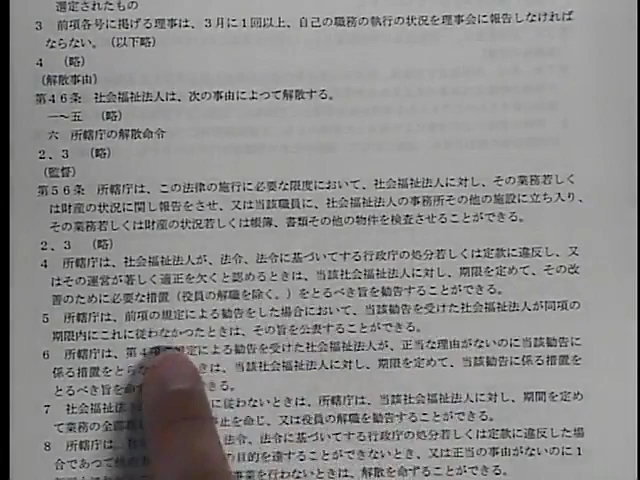 選定されたもの
3 前項各号に掲げる理事は、3月に1回以上、自己の職務の執行の状況を理事会に報告しなければ
ならない。(以下略)
4 (略)
(解散事由)
第46条 社会福祉法人は、次の事由によつて解散する。
一〜五 (略)
六 所轄庁の解散命令
2、3 (略)
(監督)
第56条 所轄庁は、この法律の施行に必要な限度において、社会福祉法人に対し、その業務若しく
は財産の状況に関し報告をさせ、又は当該職員に、社会福祉法人の事務所その他の施設に立ち入り、
その業務若しくは財産の状況若しくは帳簿、書類その他の物件を検査させることができる。
2、3 (略)
4 所轄庁は、社会福祉法人が、法令、法令に基づいてする行政庁の処分若しくは定款に違反し、又
はその運営が著しく適正を欠くと認めるときは、当該社会福祉法人に対し、期限を定めて、その改
善のために必要な措置(役員の解職を除く。)をとるべき旨を勧告することができる。
5 所轄庁は、前項の規定による勧告をした場合において、当該勧告を受けた社会福祉法人が同項の
期限内にこれに従わなかつたときは、その旨を公表することができる。
6 所轄庁は、第4項の規定による勧告を受けた社会福祉法人が、正当な理由がないのに当該勧告に
係る措置をとらな きは、当該社会福祉法人に対し、期限を定めて、当該勧告に係る措置を
とるべき旨を命 きる。
7 社会福祉法 に従わないときは、所轄庁は、当該社会福祉法人に対し、期間を定め
て業務の全部 停止を命じ、又は役員の解職を勧告することができる。
8 所轄庁は、 法令、法令に基づいてする行政庁の処分若しくは定款に違反した場
合であつて他の の目的を達することができないとき、又は正当の事由がないのに1
事業を行わないときは、解散を命ずることができる。